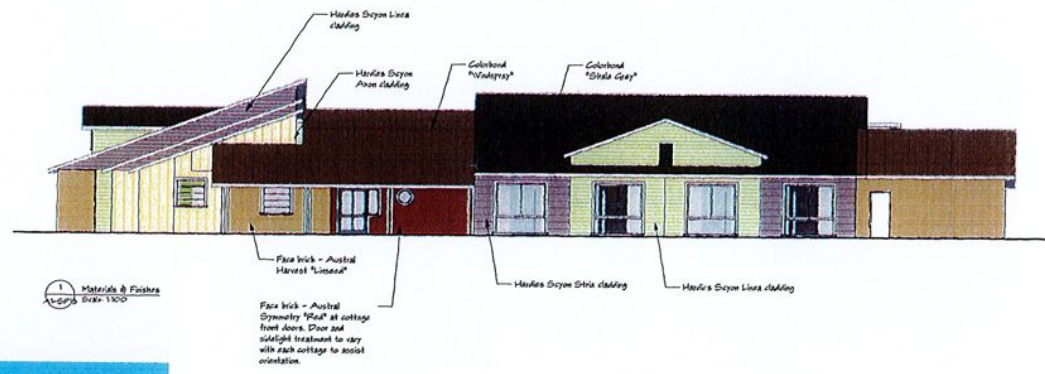 Hardies Scyon Linea
cladding
Hardies Scyon
Axon cladding
Colorbond
"Windspray"
Colorbond
"Shale Grey"
Face brick - Austral
Harvest "Linseed"
Hardies Scyon Stria cladding
Hardies Scyon Linea cladding
1 Materials & Finishes
Scale 1:100
Face brick - Austral
Symmetry "Red" at cottage
front doors. Door and
sidelight treatment to vary
with each cottage to assist
orientation.